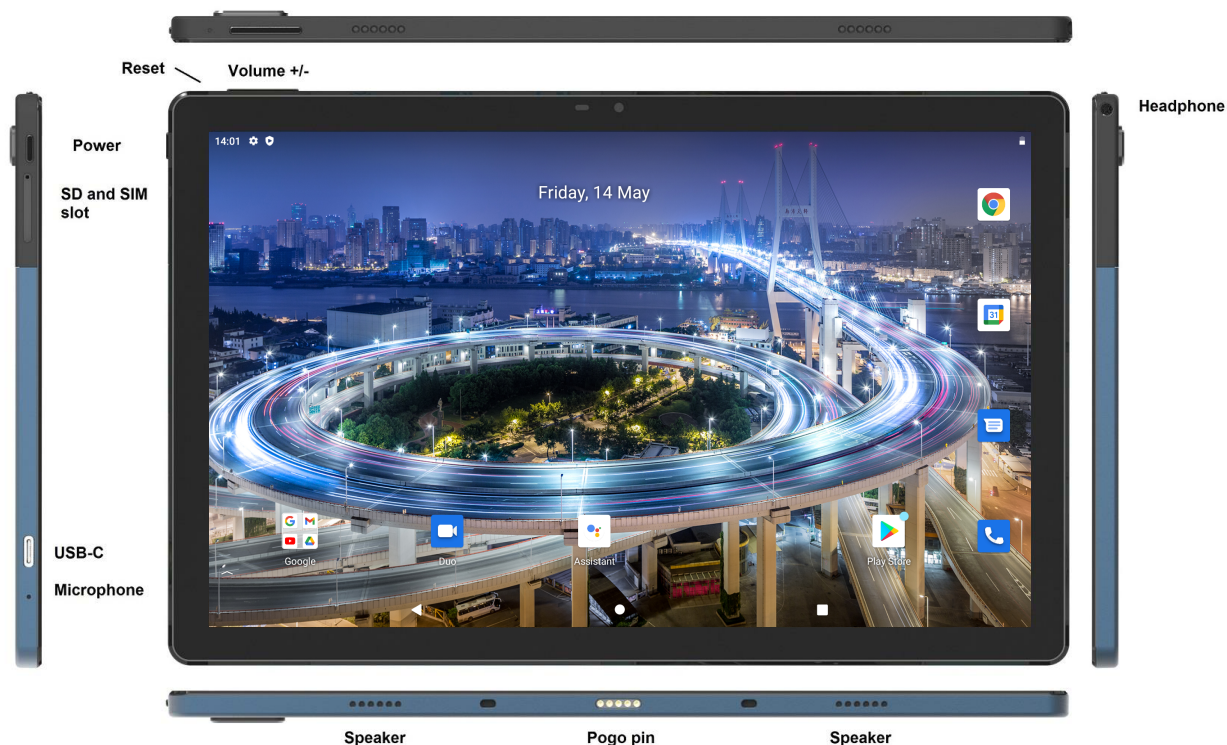 Reset
Volume +/-
Headphone
Power
SD and SIM
slot
14:01
Friday, 14 May
31
USB-C
Microphone
Google
Duo
Assistant
Play Store
Speaker
Pogo pin
Speaker